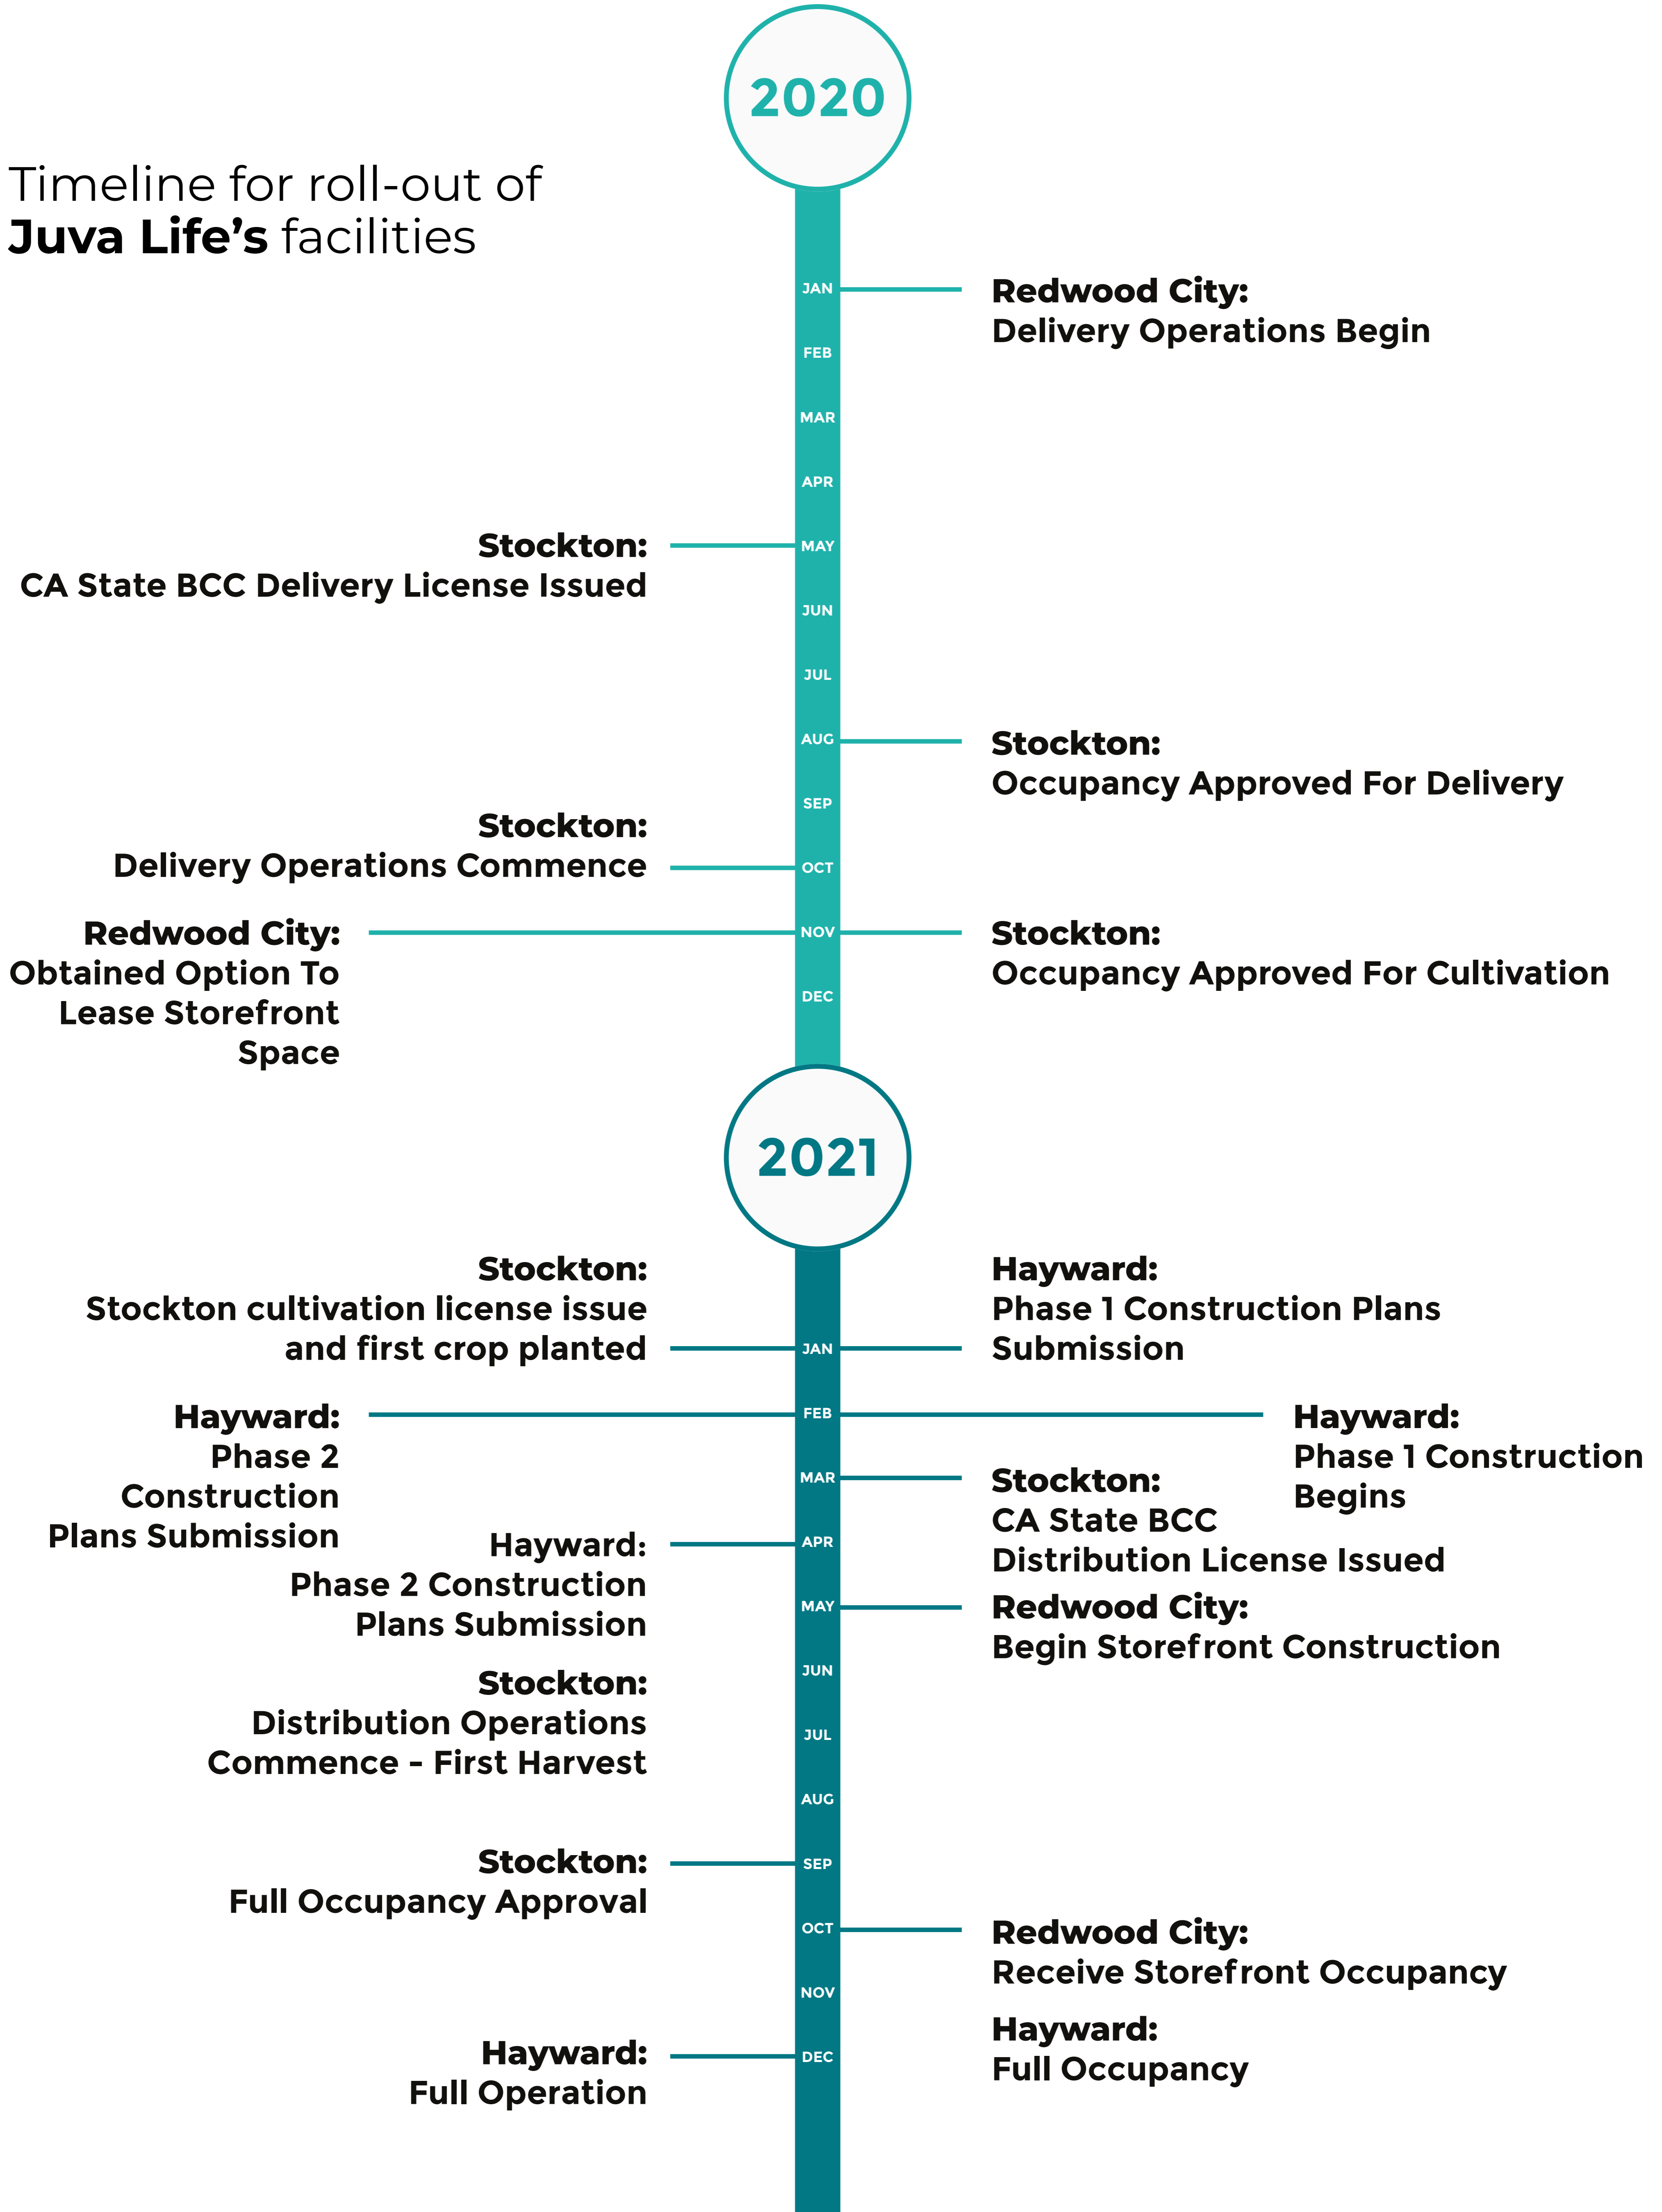 2020
Timeline for roll-out of
Juva Life's facilities
JAN
Redwood City:
Delivery Operations Begin
FEB
MAR
APR
Stockton:
CA State BCC Delivery License Issued
MAY
JUN
JUL
AUG
Stockton:
Occupancy Approved For Delivery
SEP
Stockton:
Delivery Operations Commence
OCT
Redwood City:
Obtained Option To
Lease Storefront
Space
NOV
Stockton:
Occupancy Approved For Cultivation
DEC
2021
Stockton:
Stockton cultivation license issue
and first crop planted
JAN
Hayward:
Phase 1 Construction Plans
Submission
Hayward:
Phase 2
Construction
Plans Submission
FEB
Hayward:
Phase 1 Construction
Begins
MAR
Stockton:
CA State BCC
Distribution License Issued
Hayward:
Phase 2 Construction
Plans Submission
APR
MAY
Redwood City:
Begin Storefront Construction
JUN
Stockton:
Distribution Operations
Commence - First Harvest
JUL
AUG
Stockton:
Full Occupancy Approval
SEP
OCT
Redwood City:
Receive Storefront Occupancy
NOV
Hayward:
Full Occupancy
Hayward:
Full Operation
DEC